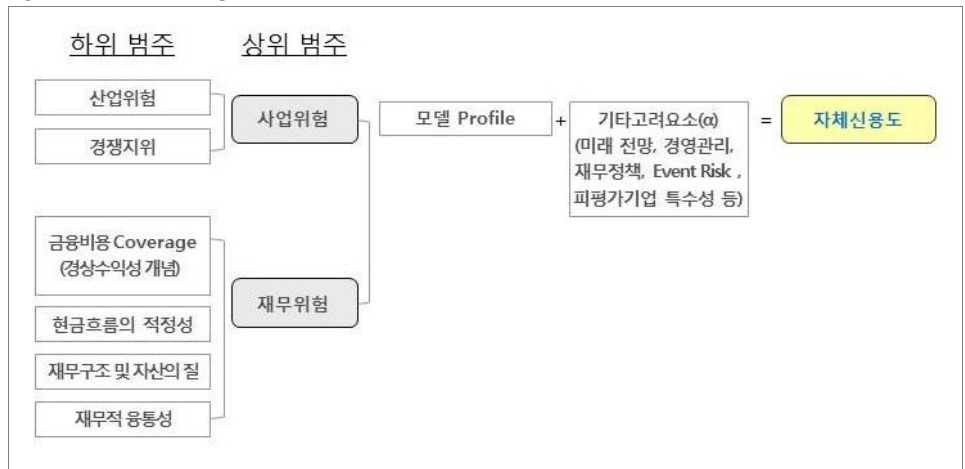 하위 범주
상위 범주
산업위험
경쟁지위
사업위험
모델 Profile
+
기타고려요소(α)
(미래 전망, 경영관리,
재무정책, Event Risk ,
피평가기업 특수성 등)
=
자체신용도
금융비용 Coverage
(경상수익성 개념)
현금흐름의 적정성
재무구조 및 자산의 질
재무적 융통성
재무위험